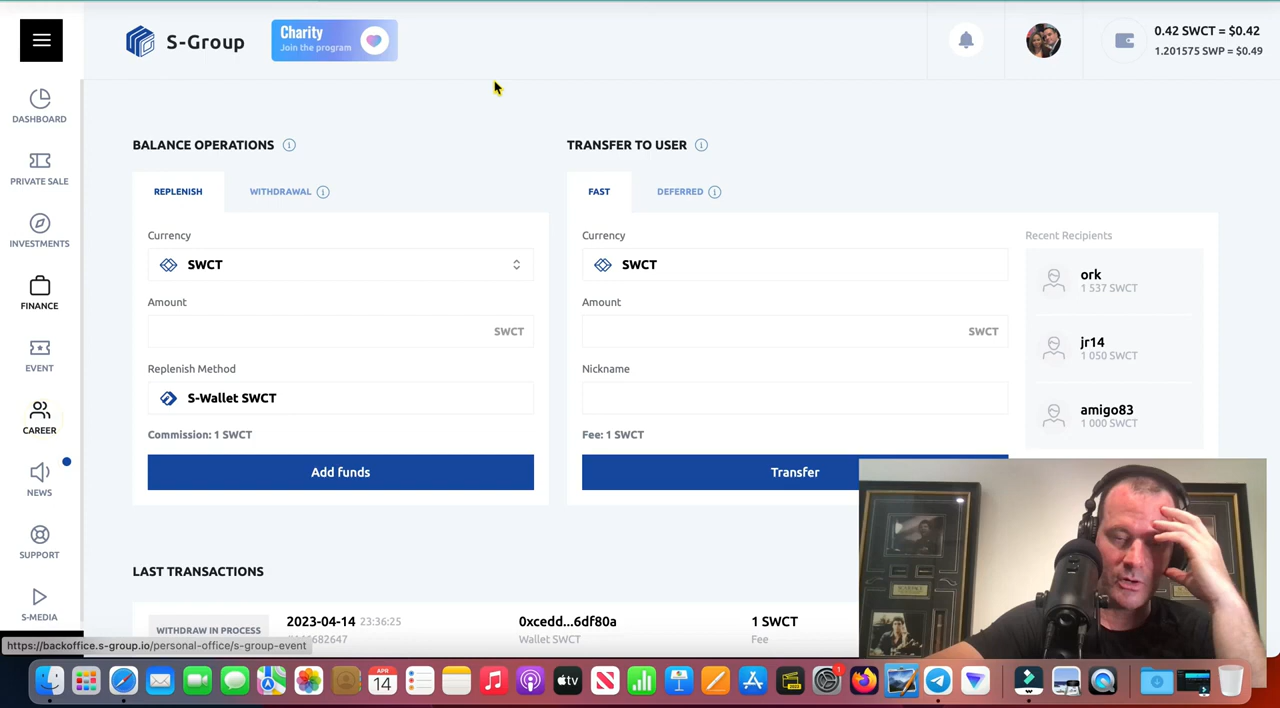 S-Group
Charity
Join the program
0.42 SWCT = $0.42
1.201575 SWP = $0.49
DASHBOARD
PRIVATE SALE
INVESTMENTS
FINANCE
EVENT
CAREER
NEWS
SUPPORT
S-MEDIA
BALANCE OPERATIONS
REPLENISH
WITHDRAWAL
Currency
SWCT
Amount
SWCT
Replenish Method
S-Wallet SWCT
Commission: 1 SWCT
Add funds
TRANSFER TO USER
FAST
DEFERRED
Currency
SWCT
Amount
SWCT
Nickname
Fee: 1 SWCT
Transfer
Recent Recipients
ork
1 537 SWCT
jr14
1 050 SWCT
amigo83
1 000 SWCT
LAST TRANSACTIONS
WITHDRAW IN PROCESS
2023-04-14 23:36:25
0xcedd...6df80a
Wallet SWCT
1 SWCT
Fee
https://backoffice.s-group.io/personal-office/s-group-event
APR
14
tv
1